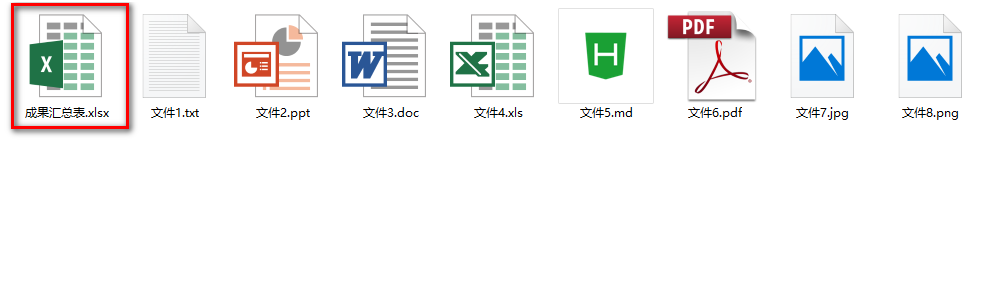 PDF
成果汇总表.xlsx
文件1.txt
文件2.ppt
文件3.doc
文件4.xls
文件5.md
文件6.pdf
文件7.jpg
文件8.png